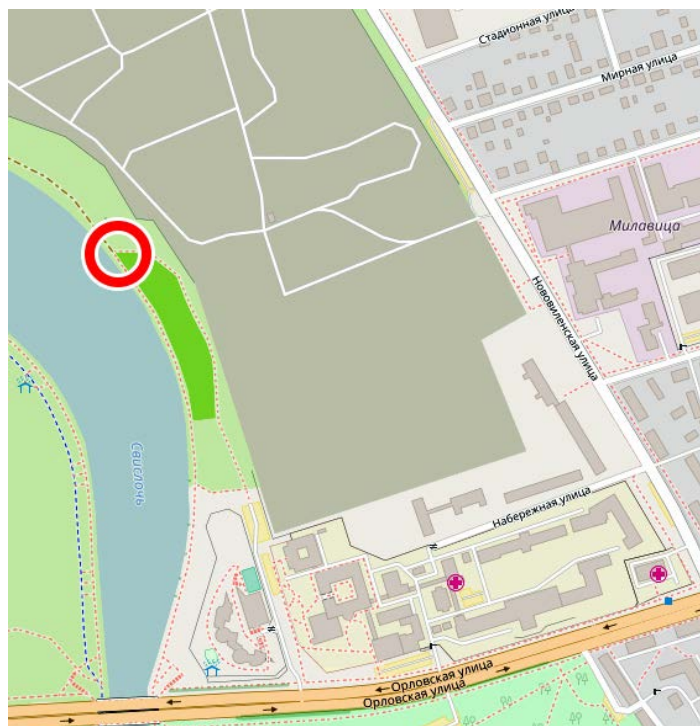 Стадионная улица
Мирная улица
Милавица
Нововиленская улица
Свислочь
Набережная улица
Орловская улица
Орловская улица